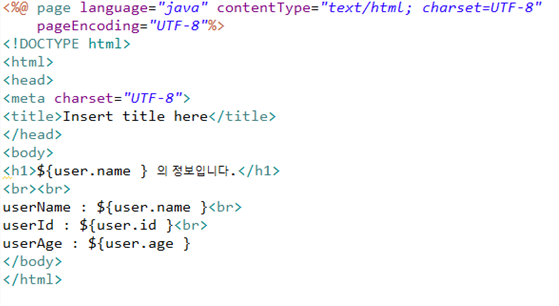 <%@ page language="java" contentType="text/html; charset=UTF-8"
    pageEncoding="UTF-8"%>
<!DOCTYPE html>
<html>
<head>
<meta charset="UTF-8">
<title>Insert title here</title>
</head>
<body>
<h1>${user.name } 의 정보입니다.</h1>
<br><br>
userName : ${user.name }<br>
userId : ${user.id }<br>
userAge : ${user.age }
</body>
</html>